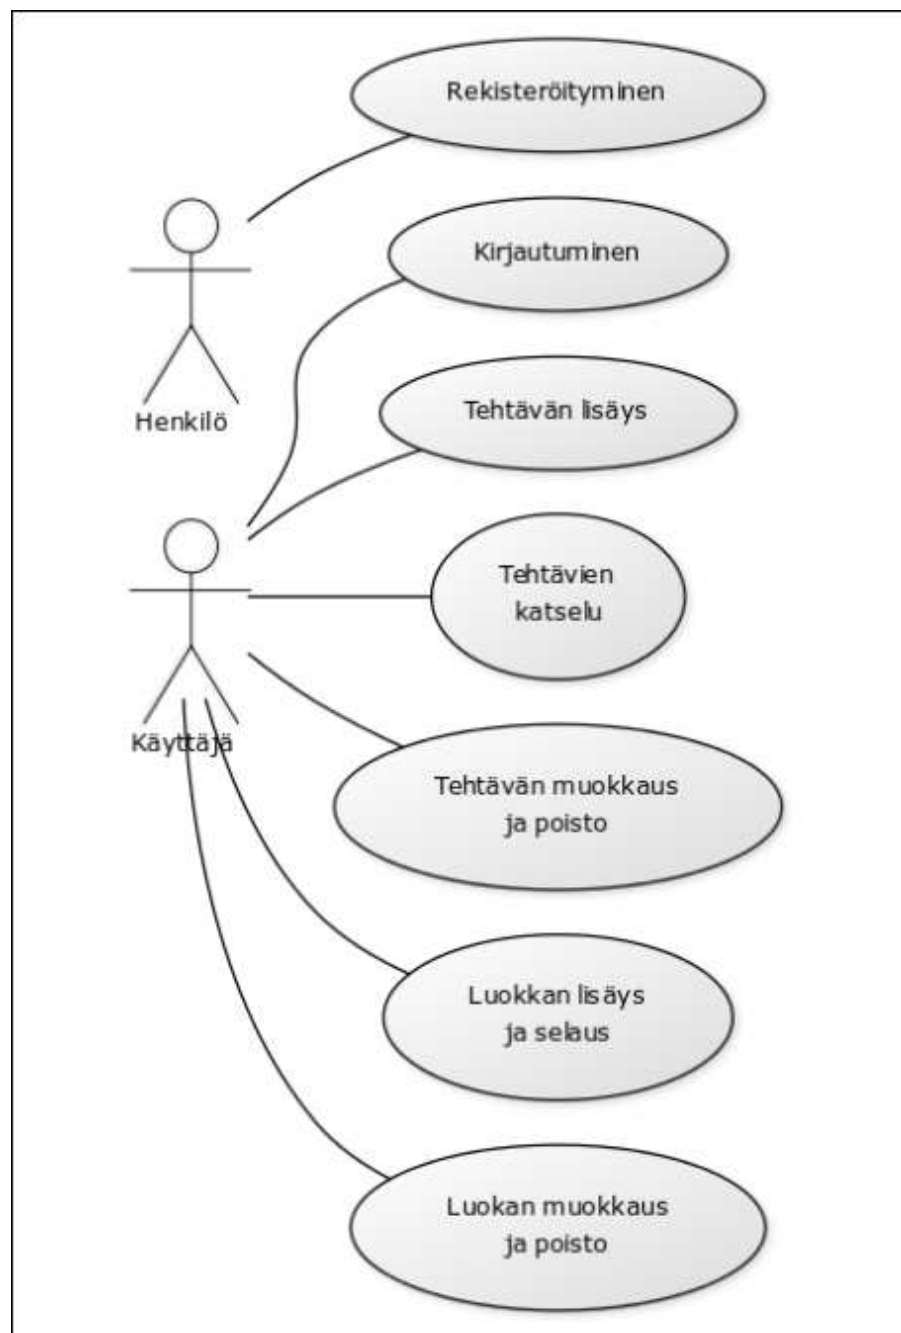 Rekisteröityminen
Kirjautuminen
Henkilö
Tehtävän lisäys
Tehtävien
katselu
Käyttäjä
Tehtävän muokkaus
ja poisto
Luokkan lisäys
ja selaus
Luokan muokkaus
ja poisto